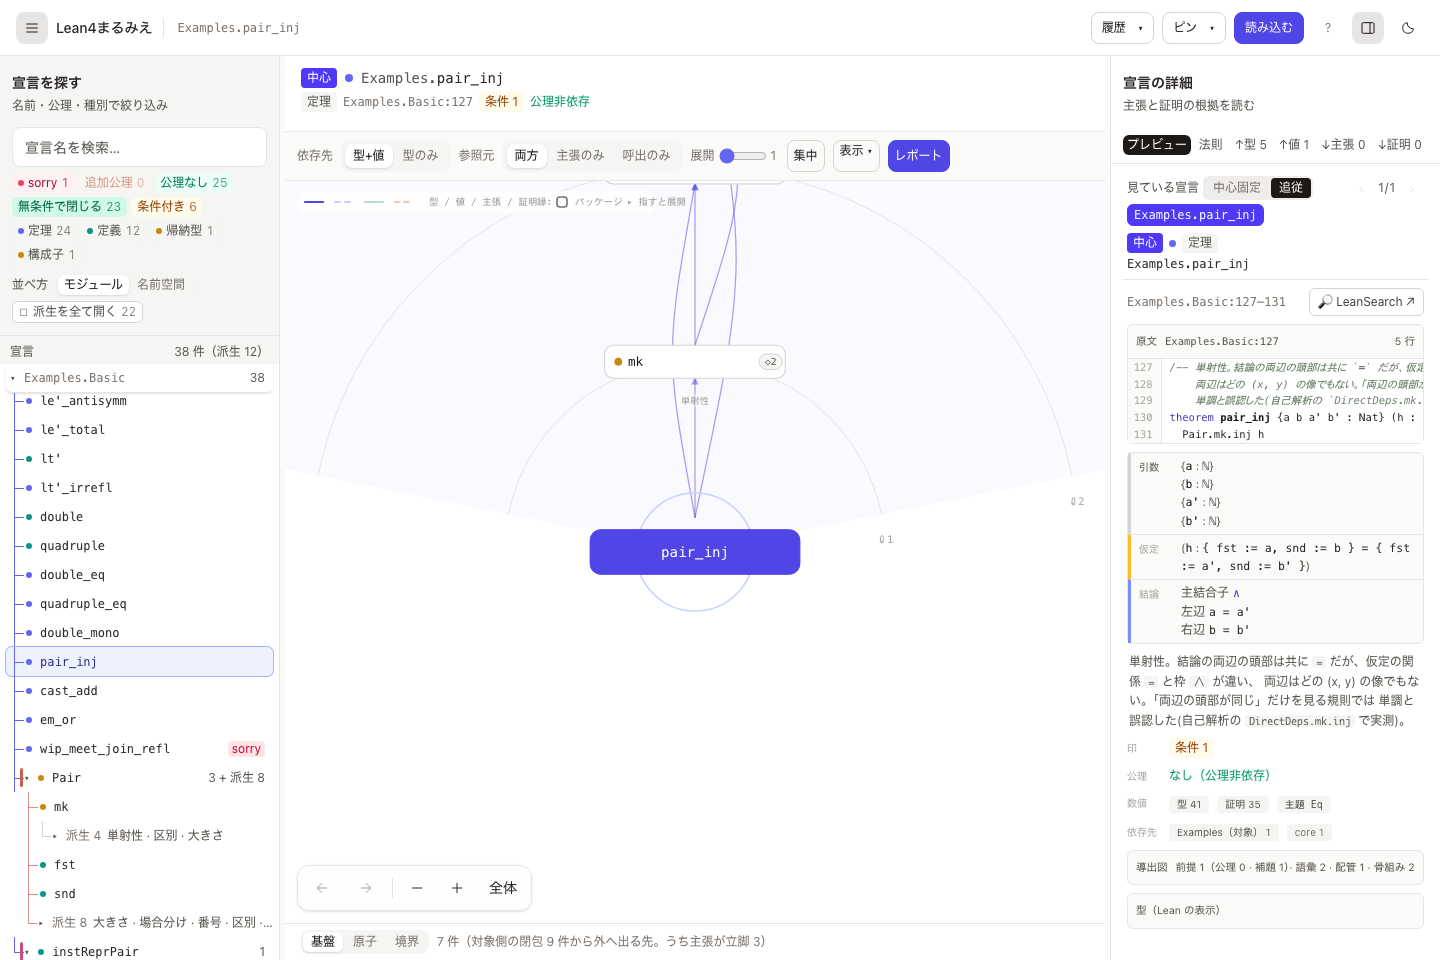 Lean4まるみえ
Examples.pair_inj
履歴 ▾
ピン ▾
読み込む
?
宣言を探す
名前・公理・種別で絞り込み
宣言名を検索…
sorry 1 追加公理 0 公理なし 25
無条件で閉じる 23 条件付き 6
定理 24 定義 12 帰納型 1
構成子 1
並べ方 モジュール 名前空間
派生を全て開く 22
宣言 38 件（派生 12）
▾ Examples.Basic 38
le'_antisymm
le'_total
lt'
lt'_irrefl
double
quadruple
double_eq
quadruple_eq
double_mono
pair_inj
cast_add
em_or
wip_meet_join_refl sorry
▾ Pair 3 + 派生 8
mk
▸ 派生 4 単射性 · 区別 · 大きさ
fst
snd
▸ 派生 8 大きさ · 場合分け · 番号 · 区別 ·…
▾ instReprPair 1
中心 Examples.pair_inj
定理 Examples.Basic:127 条件 1 公理非依存
依存先 型+値 型のみ 参照元 両方 主張のみ 呼出のみ 展開 1 集中 表示 ▾ レポート
型 / 値 / 主張 / 証明 縁: パッケージ ▸ 指すと展開
mk ◇2
単射性
pair_inj
全体
基盤 原子 境界 7 件（対象側の閉包 9 件から外へ出る先。うち主張が立脚 3）
宣言の詳細
主張と証明の根拠を読む
プレビュー 法則 ↑型 5 ↑値 1 ↓主張 0 ↓証明 0
見ている宣言 中心固定 追従 ‹ 1/1 ›
Examples.pair_inj
中心 定理
Examples.pair_inj
Examples.Basic:127–131 🔎 LeanSearch ↗
原文 Examples.Basic:127 5 行
127 /-- 単射性。結論の両辺の頭部は共に `=` だが、仮定
128 両辺はどの (x, y) の像でもない。「両辺の頭部が
129 単調と誤認した(自己解析の `DirectDeps.mk.
130 theorem pair_inj {a b a' b' : Nat} (h :
131 Pair.mk.inj h
引数 {a : ℕ}
{b : ℕ}
{a' : ℕ}
{b' : ℕ}
仮定 (h : { fst := a, snd := b } = { fst
:= a', snd := b' })
結論 主結合子 ∧
左辺 a = a'
右辺 b = b'
単射性。結論の両辺の頭部は共に = だが、仮定の関
係 = と枠 /\ が違い、 両辺はどの (x, y) の像でもな
い。「両辺の頭部が同じ」だけを見る規則では 単調と
誤認した(自己解析の DirectDeps.mk.inj で実測)。
印 条件 1
公理 なし（公理非依存）
数値 型 41 証明 35 主題 Eq
依存先 Examples（対象） 1 core 1
導出図 前提 1（公理 0 · 補題 1）· 語彙 2 · 配管 1 · 骨組み 2
型（Lean の表示）